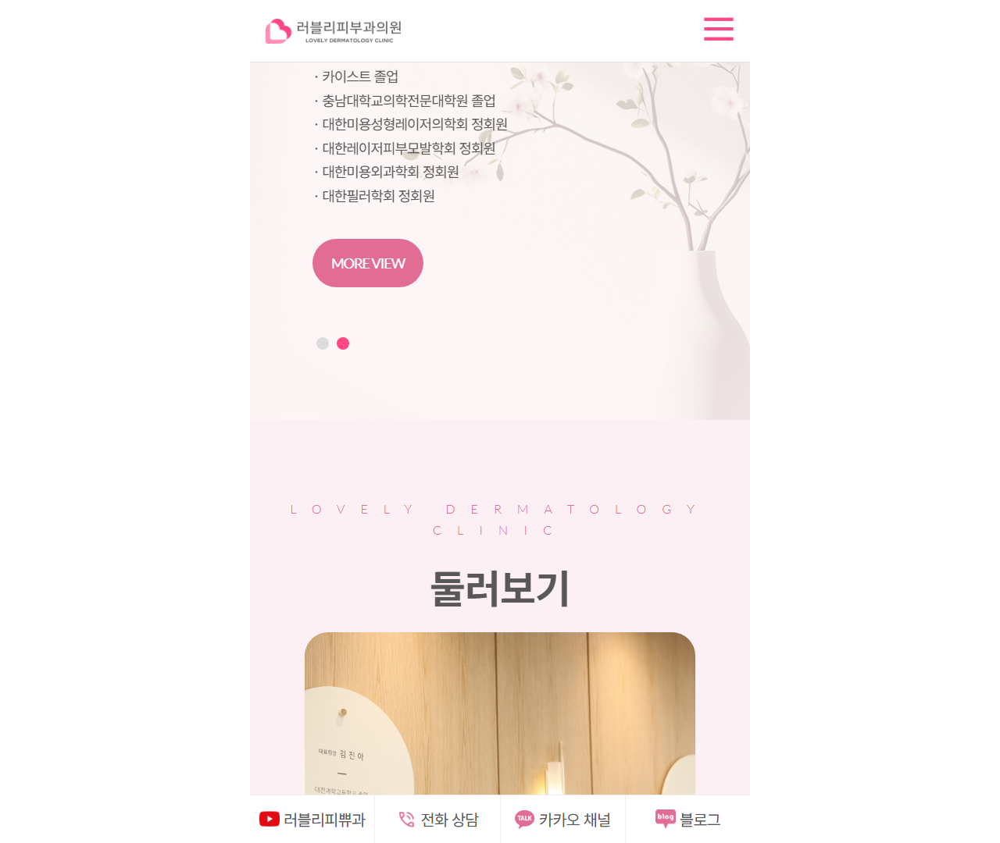 러블리피부과의원
LOVELY DERMATOLOGY CLINIC
· 카이스트 졸업
· 충남대학교의학전문대학원 졸업
· 대한미용성형레이저의학회 정회원
· 대한레이저피부모발학회 정회원
· 대한미용외과학회 정회원
· 대한필러학회 정회원
MORE VIEW
LOVELY DERMATOLOGY
CLINIC
둘러보기
대표원장 김진아
러블리피쀼과
전화 상담
TALK 카카오 채널
blog 블로그